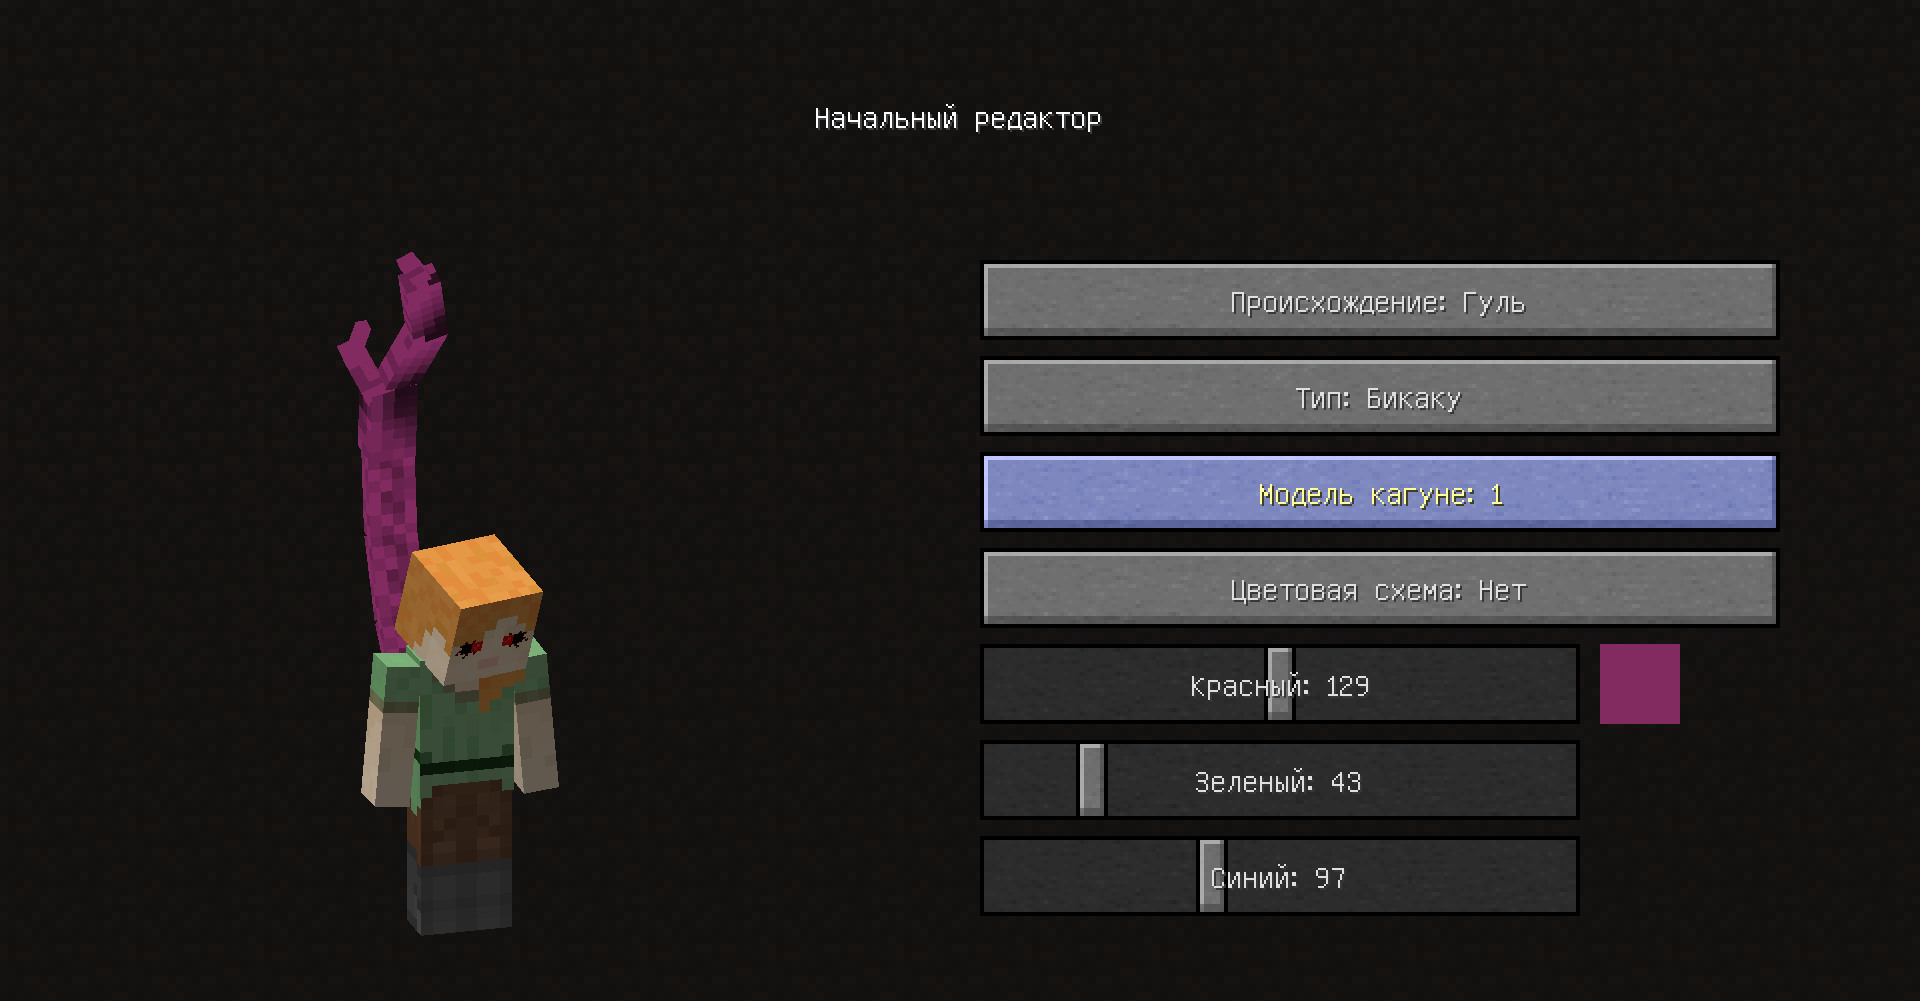 Начальный редактор
Происхождение: Гуль
Тип: Бикаку
Модель кагуне: 1
Цветовая схема: Нет
Красный: 129
Зеленый: 43
Синий: 97